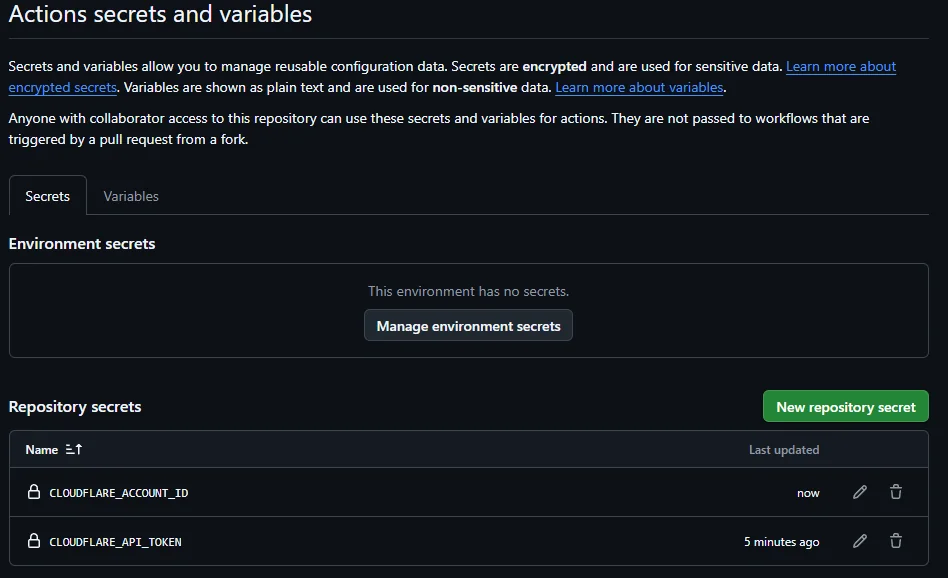 Actions secrets and variables
Secrets and variables allow you to manage reusable configuration data. Secrets are encrypted and are used for sensitive data. Learn more about
encrypted secrets. Variables are shown as plain text and are used for non-sensitive data. Learn more about variables.
Anyone with collaborator access to this repository can use these secrets and variables for actions. They are not passed to workflows that are
triggered by a pull request from a fork.
Secrets Variables
Environment secrets
This environment has no secrets.
Manage environment secrets
Repository secrets New repository secret
Name Last updated
CLOUDFLARE_ACCOUNT_ID now
CLOUDFLARE_API_TOKEN 5 minutes ago